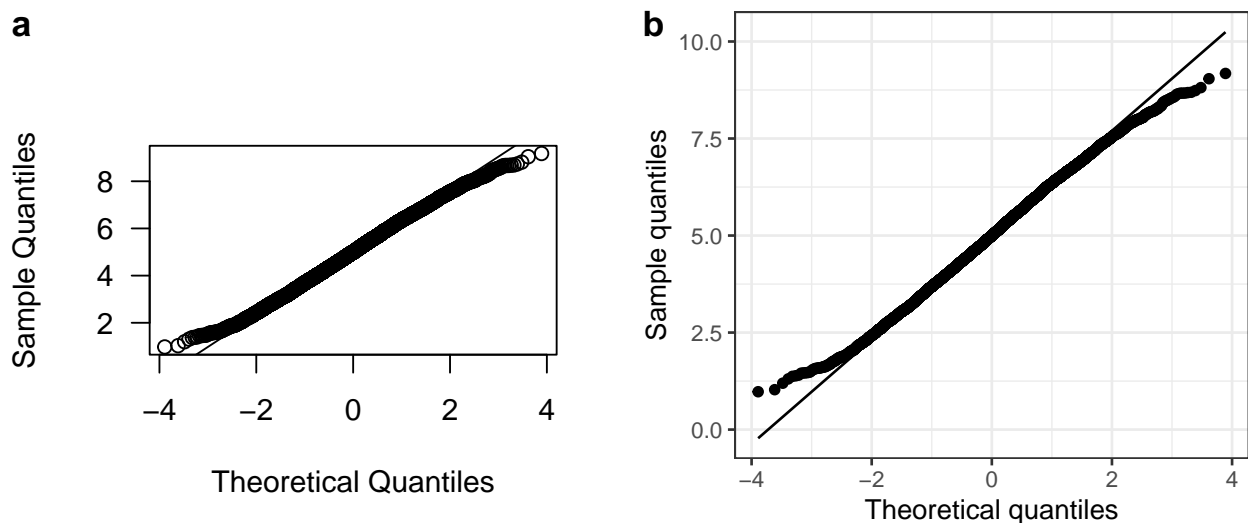 a
Sample Quantiles
8
6
4
2
−4 −2 0 2 4
Theoretical Quantiles
b
Sample quantiles
10.0
7.5
5.0
2.5
0.0
−4 −2 0 2 4
Theoretical quantiles